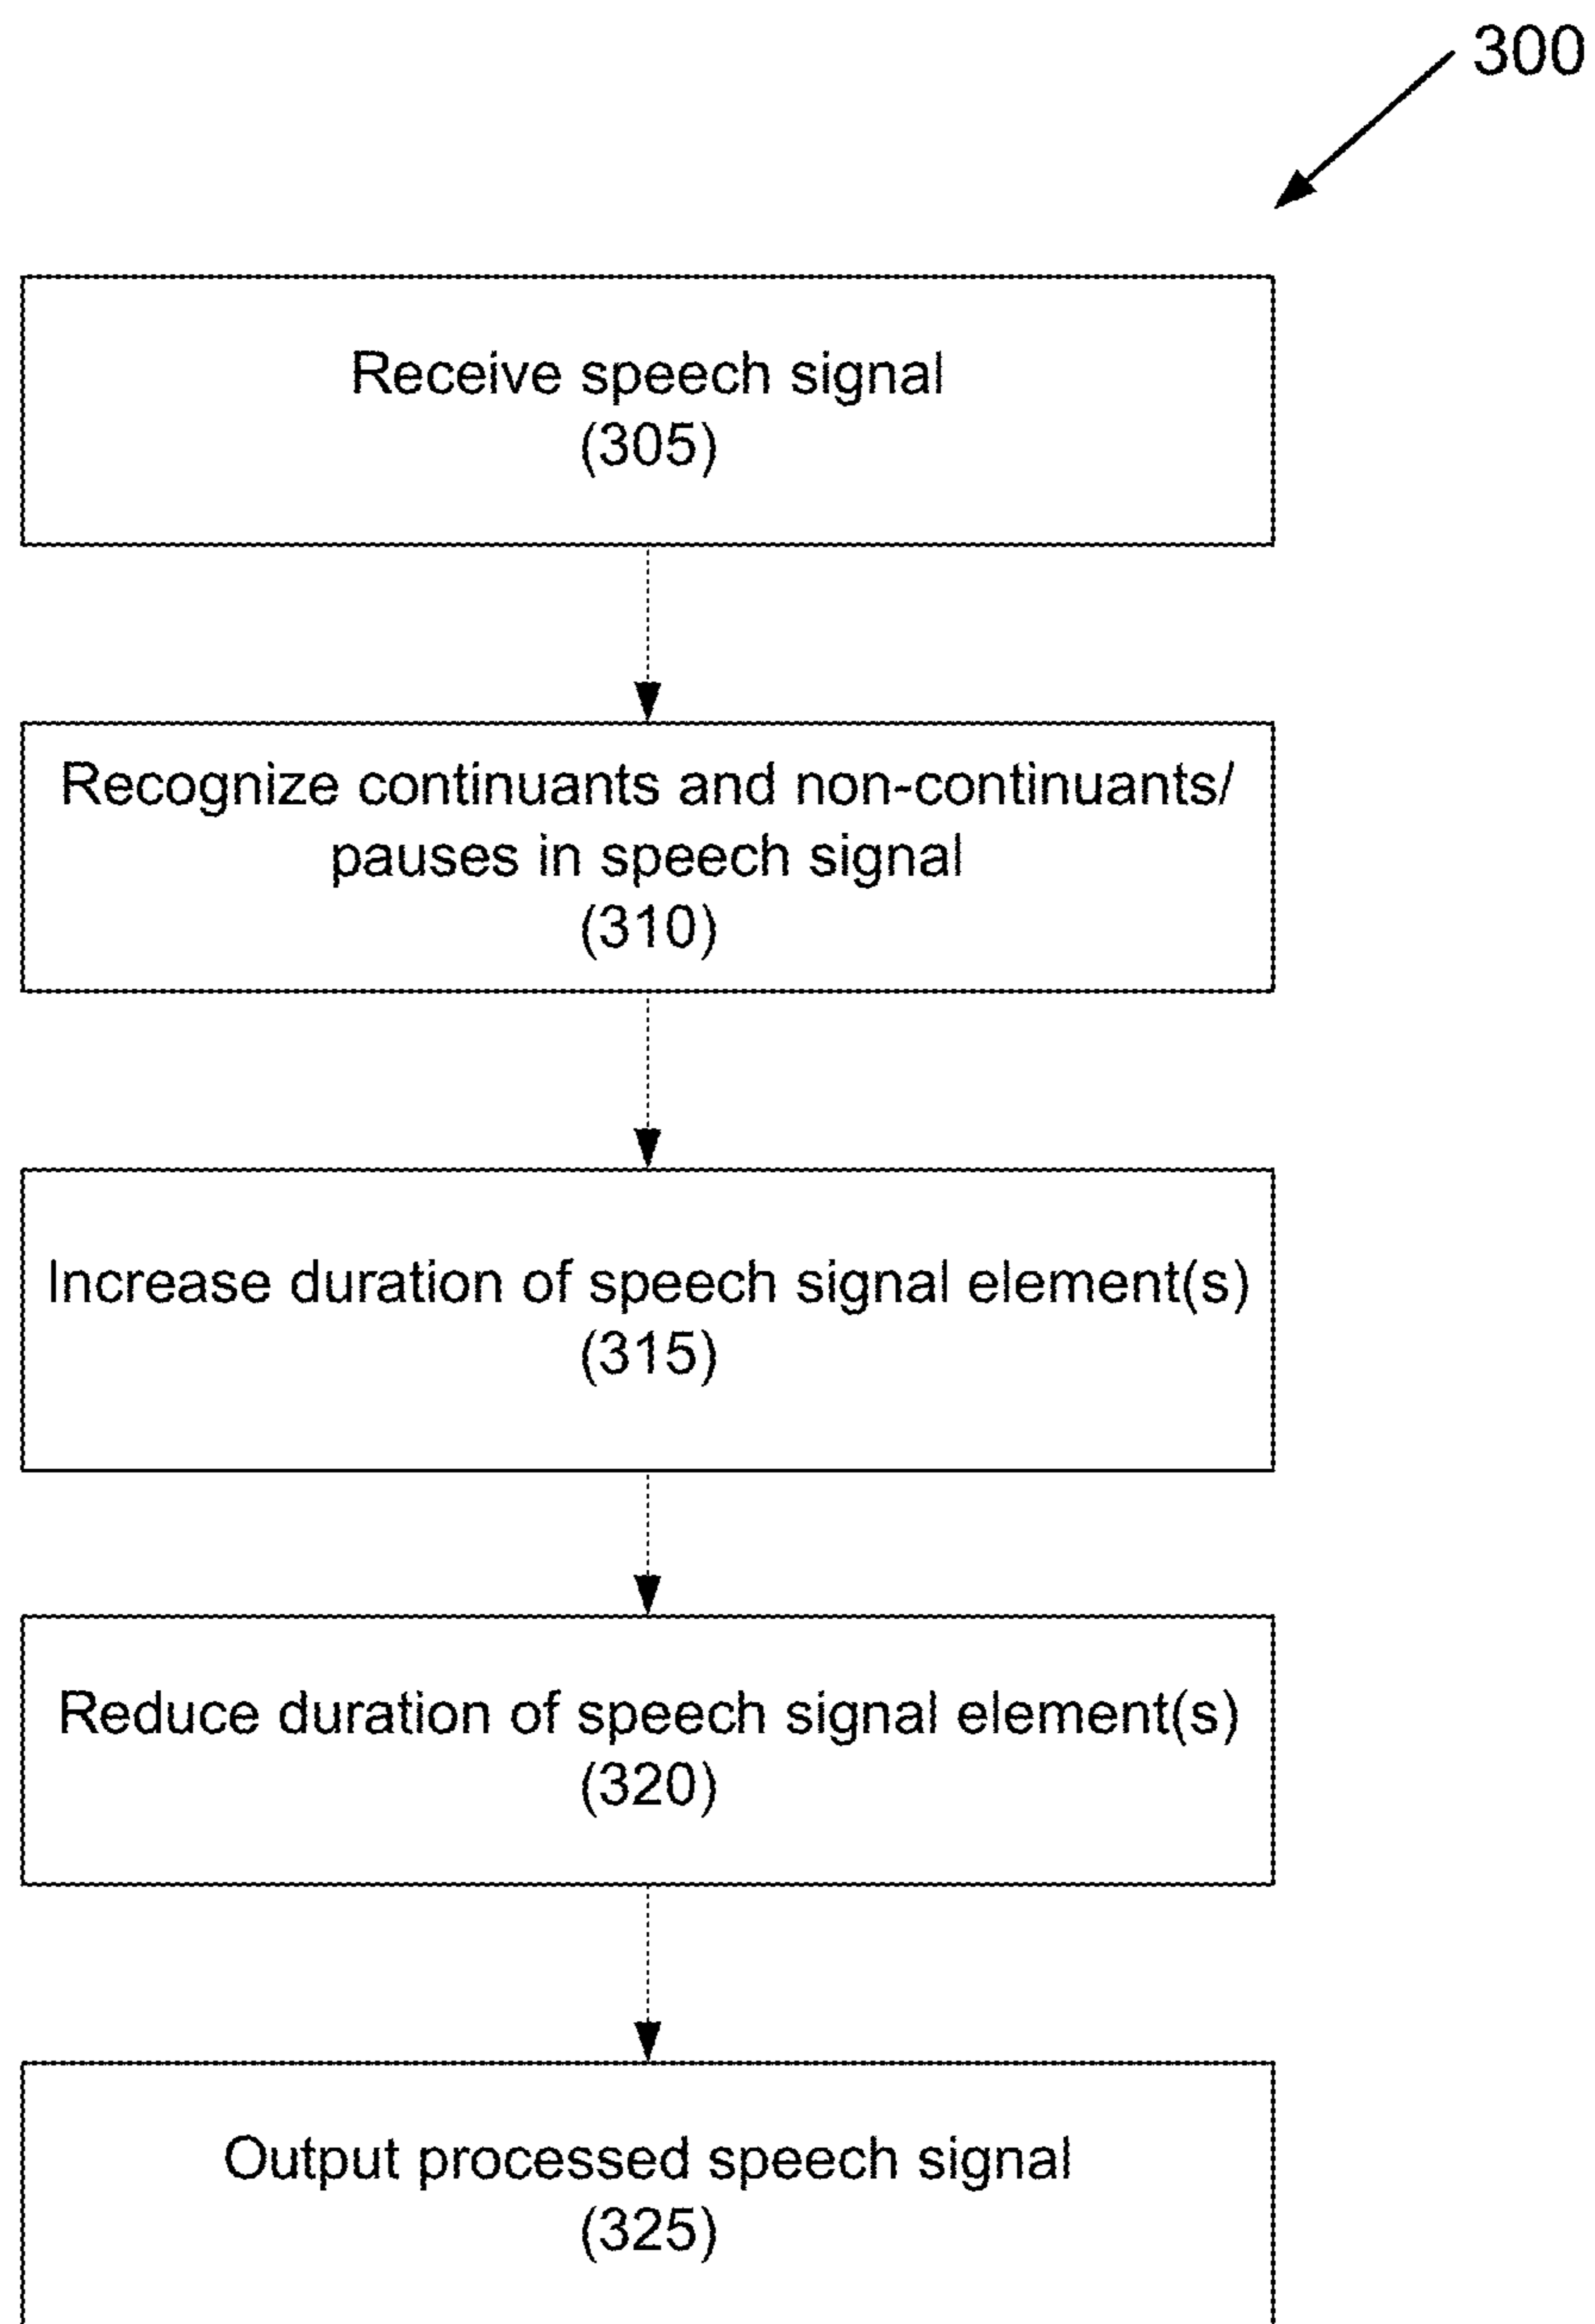 300
Receive speech signal
(305)
Recognize continuants and non-continuants/
pauses in speech signal
(310)
Increase duration of speech signal element(s)
(315)
Reduce duration of speech signal element(s)
(320)
Output processed speech signal
(325)